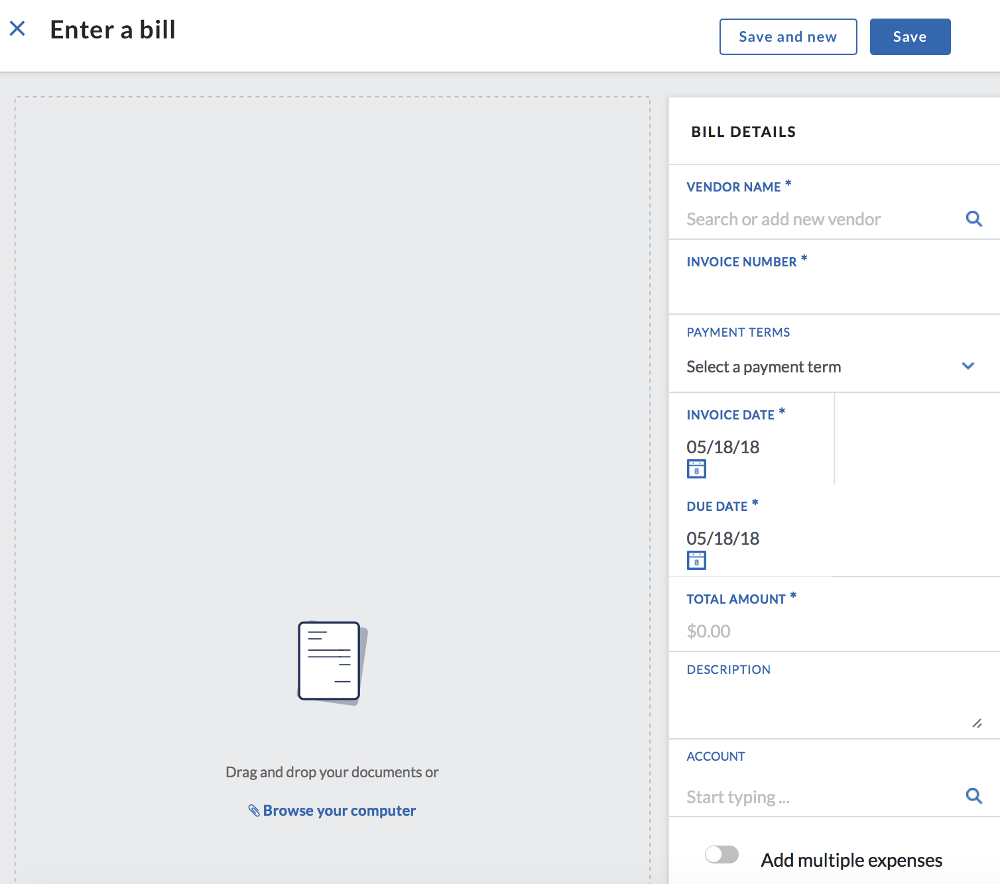 Enter a bill
Save and new
Save
BILL DETAILS
VENDOR NAME *
Search or add new vendor
INVOICE NUMBER *
PAYMENT TERMS
Select a payment term
INVOICE DATE *
05/18/18
8
DUE DATE *
05/18/18
8
TOTAL AMOUNT *
$0.00
DESCRIPTION
ACCOUNT
Start typing ...
Add multiple expenses
Drag and drop your documents or
Browse your computer